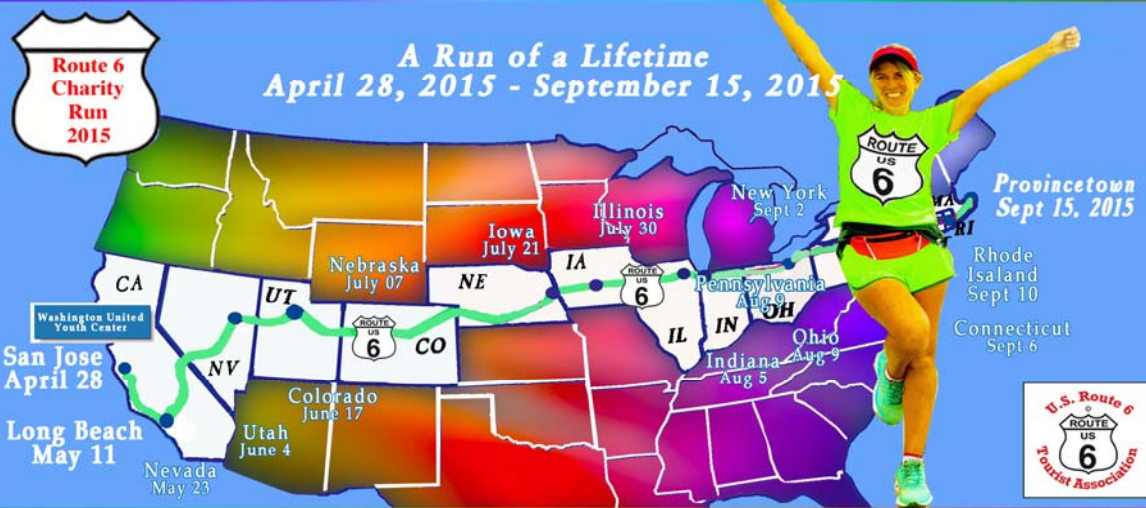 Route 6
Charity
Run
2015
A Run of a Lifetime
April 28, 2015 - September 15, 2015
ROUTE
US
6
New York
Sept 2
MA
RI
Provincetown
Sept 15, 2015
Illinois
July 30
Iowa
July 21
Nebraska
July 07
Rhode
Isaland
Sept 10
CA
UT
NE
IA
ROUTE
US
6
Pennsylvania
Aug 9
OH
Washington United
Youth Center
ROUTE
US
6
CO
IL
IN
NV
San Jose
April 28
Ohio
Aug 9
Connecticut
Sept 6
Indiana
Aug 5
Colorado
June 17
Long Beach
May 11
Utah
June 4
Nevada
May 23
U.S. Route 6
ROUTE
US
6
Tourist Association